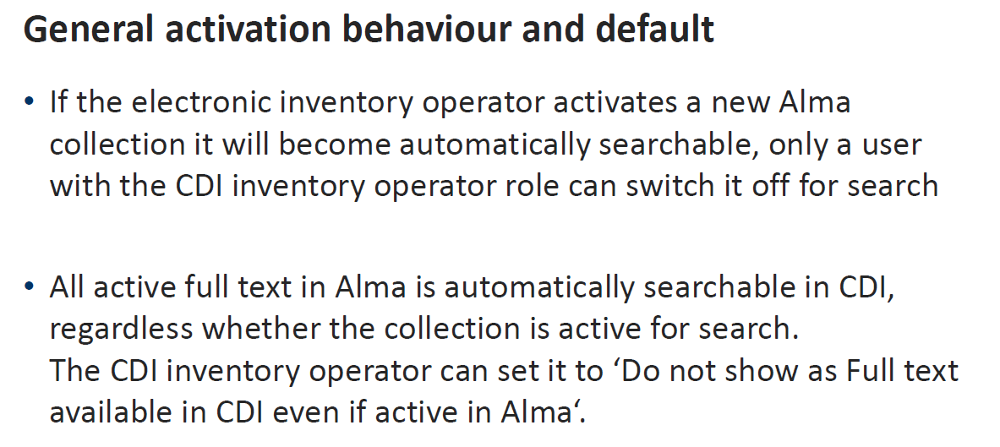 General activation behaviour and default
• If the electronic inventory operator activates a new Alma
collection it will become automatically searchable, only a user
with the CDI inventory operator role can switch it off for search
• All active full text in Alma is automatically searchable in CDI,
regardless whether the collection is active for search.
The CDI inventory operator can set it to ‘Do not show as Full text
available in CDI even if active in Alma‘.